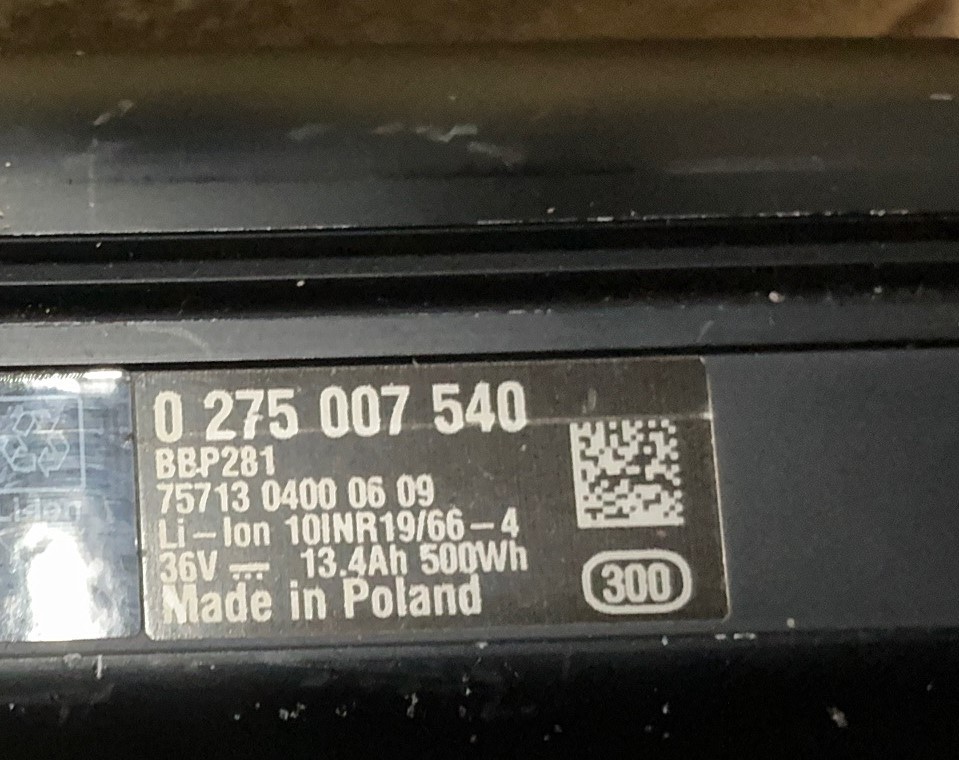 0 275 007 540
BBP281
75713 0400 06 09
Li-Ion 10INR19/66-4
36V ⎓ 13.4Ah 500Wh
300
Made in Poland